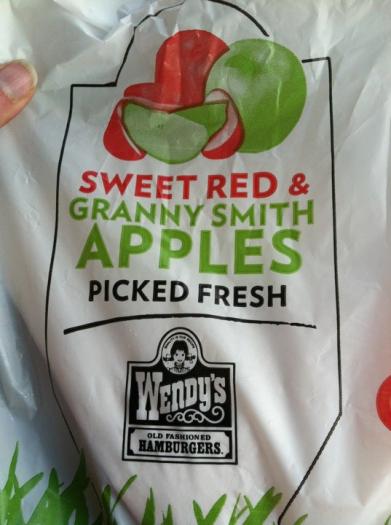 SWEET RED &
GRANNY SMITH
APPLES
PICKED FRESH
WENDY'S
OLD FASHIONED
HAMBURGERS.